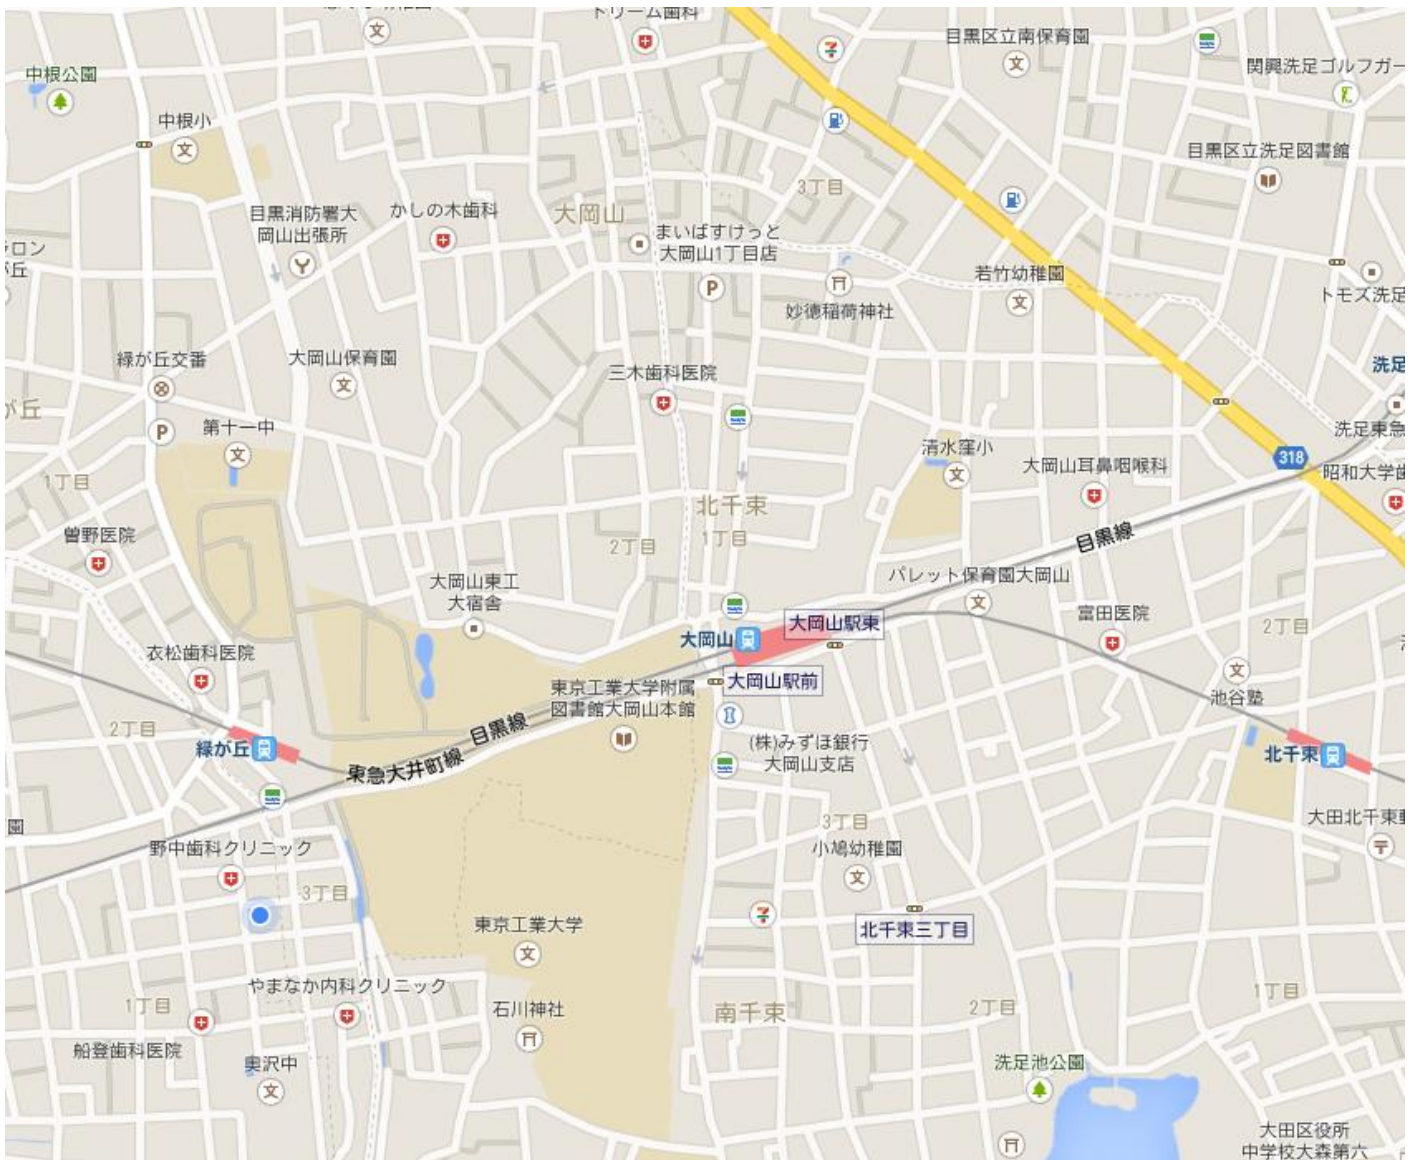 ドリーム歯科
目黒区立南保育園
関興洗足ゴルフガー
中根公園
中根小
目黒区立洗足図書館
3丁目
目黒消防署大
岡山出張所
かしの木歯科
大岡山
まいばすけっと
大岡山1丁目店
P
若竹幼稚園
妙徳稲荷神社
トモズ洗足
緑が丘交番
大岡山保育園
三木歯科医院
洗足
が丘
P
第十一中
洗足東急
清水窪小
大岡山耳鼻咽喉科
318
昭和大学歯
1丁目
北千束
曽野医院
2丁目
1丁目
目黒線
大岡山東工
大宿舎
パレット保育園大岡山
富田医院
2丁目
大岡山
大岡山駅東
衣松歯科医院
東京工業大学附属
図書館大岡山本館
大岡山駅前
池谷塾
2丁目
緑が丘
目黒線
東急大井町線
(株)みずほ銀行
大岡山支店
北千束
園
野中歯科クリニック
3丁目
小鳩幼稚園
大田北千束郵
3丁目
東京工業大学
北千束三丁目
やまなか内科クリニック
1丁目
石川神社
南千束
2丁目
1丁目
船登歯科医院
奥沢中
洗足池公園
大田区役所
中学校大森第六